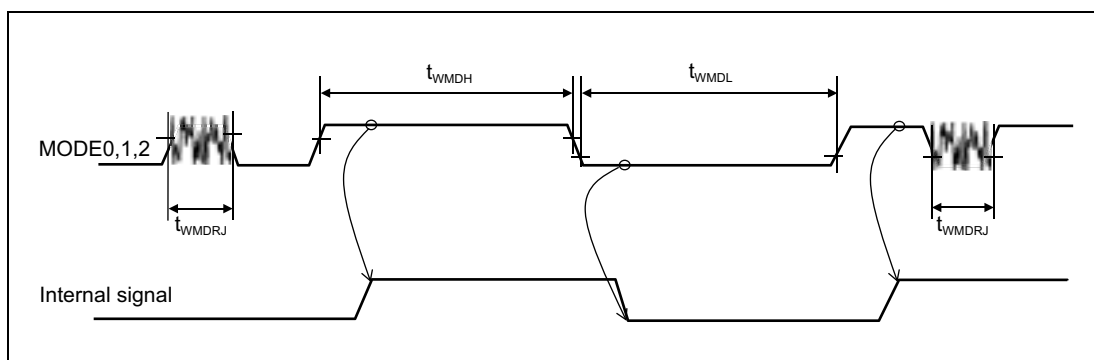 tWMDH
tWMDL
MODE0,1,2
tWMDRJ
tWMDRJ
Internal signal